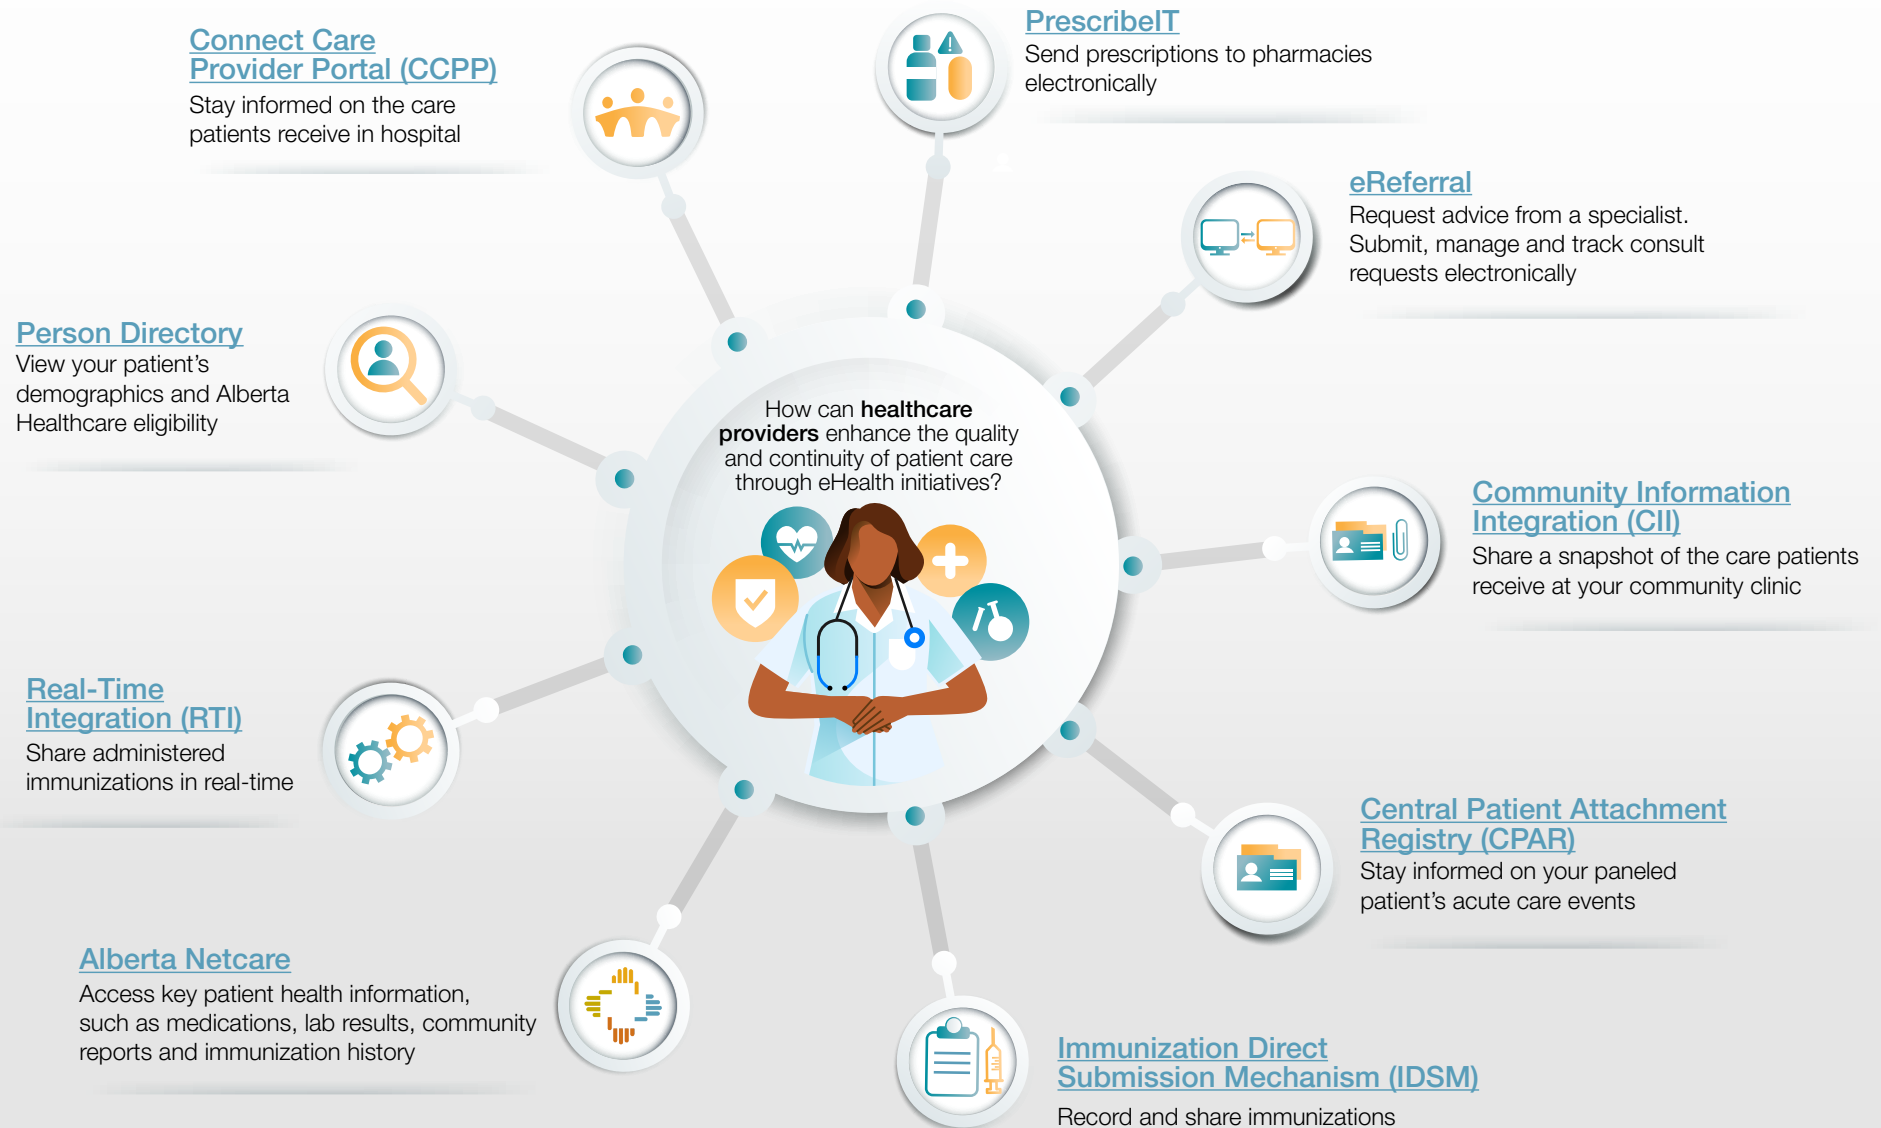 Connect Care
Provider Portal (CCPP)
Stay informed on the care
patients receive in hospital
PrescribeIT
Send prescriptions to pharmacies
electronically
eReferral
Request advice from a specialist.
Submit, manage and track consult
requests electronically
Person Directory
View your patient's
demographics and Alberta
Healthcare eligibility
How can healthcare
providers enhance the quality
and continuity of patient care
through eHealth initiatives?
Community Information
Integration (CII)
Share a snapshot of the care patients
receive at your community clinic
Real-Time
Integration (RTI)
Share administered
immunizations in real-time
Central Patient Attachment
Registry (CPAR)
Stay informed on your paneled
patient's acute care events
Alberta Netcare
Access key patient health information,
such as medications, lab results, community
reports and immunization history
Immunization Direct
Submission Mechanism (IDSM)
Record and share immunizations